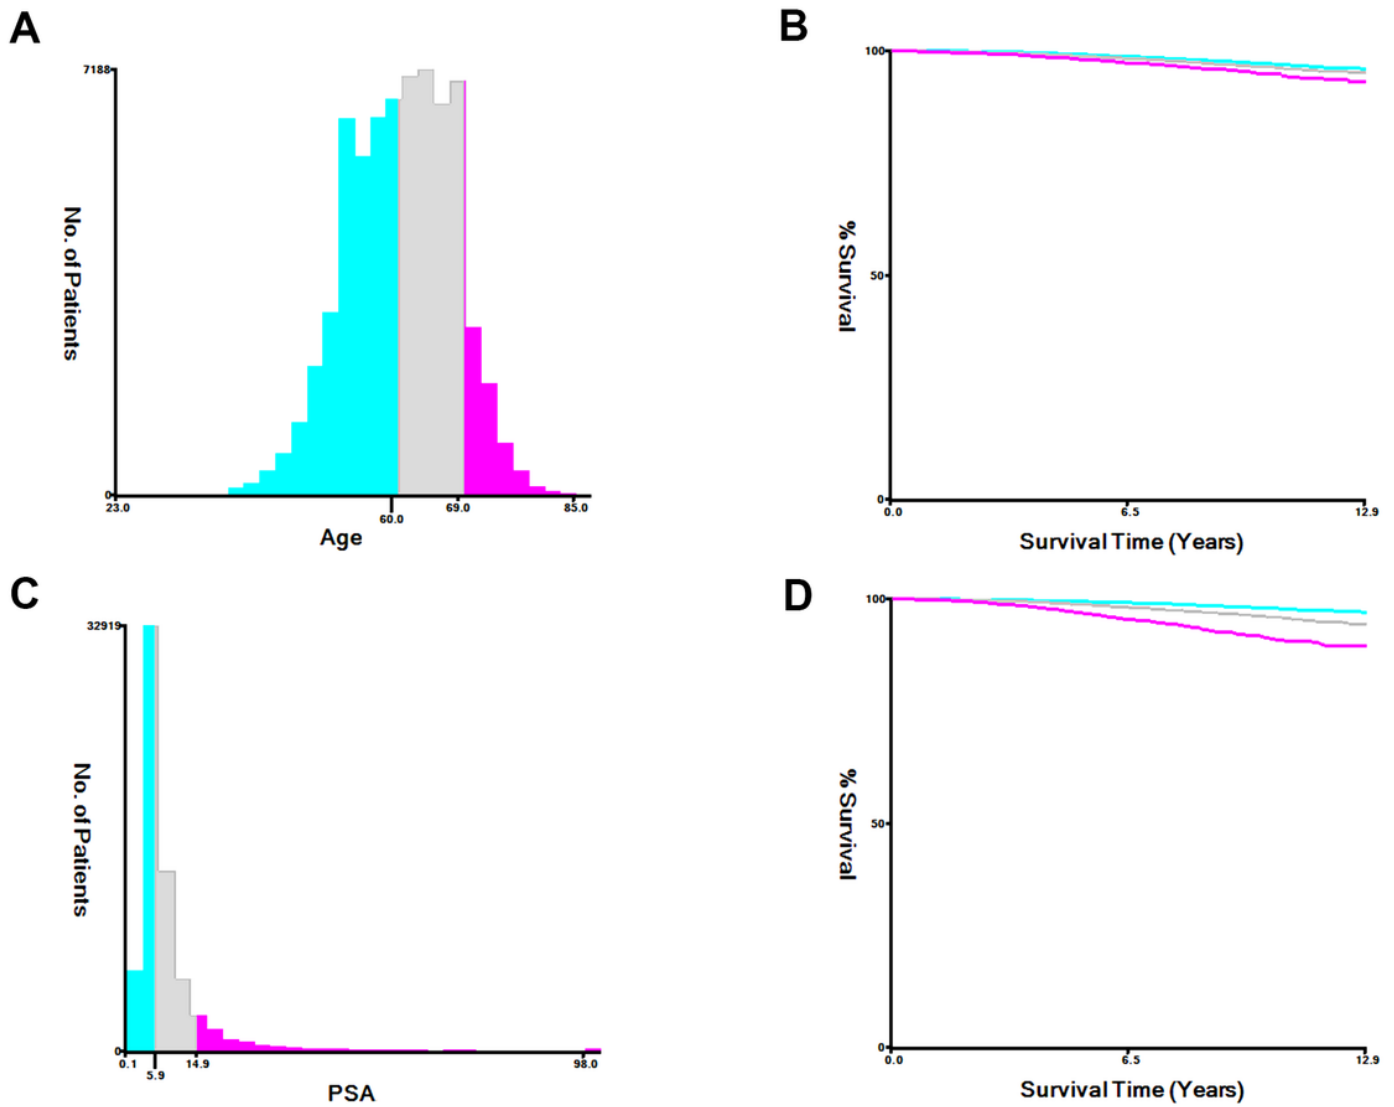 A
7188
No. of Patients
0
23.0
60.0
69.0
85.0
Age
B
100
% Survival
50
0
0.0
6.5
12.9
Survival Time (Years)
C
32919
No. of Patients
0
0.1
5.9
14.9
98.0
PSA
D
100
% Survival
50
0
0.0
6.5
12.9
Survival Time (Years)